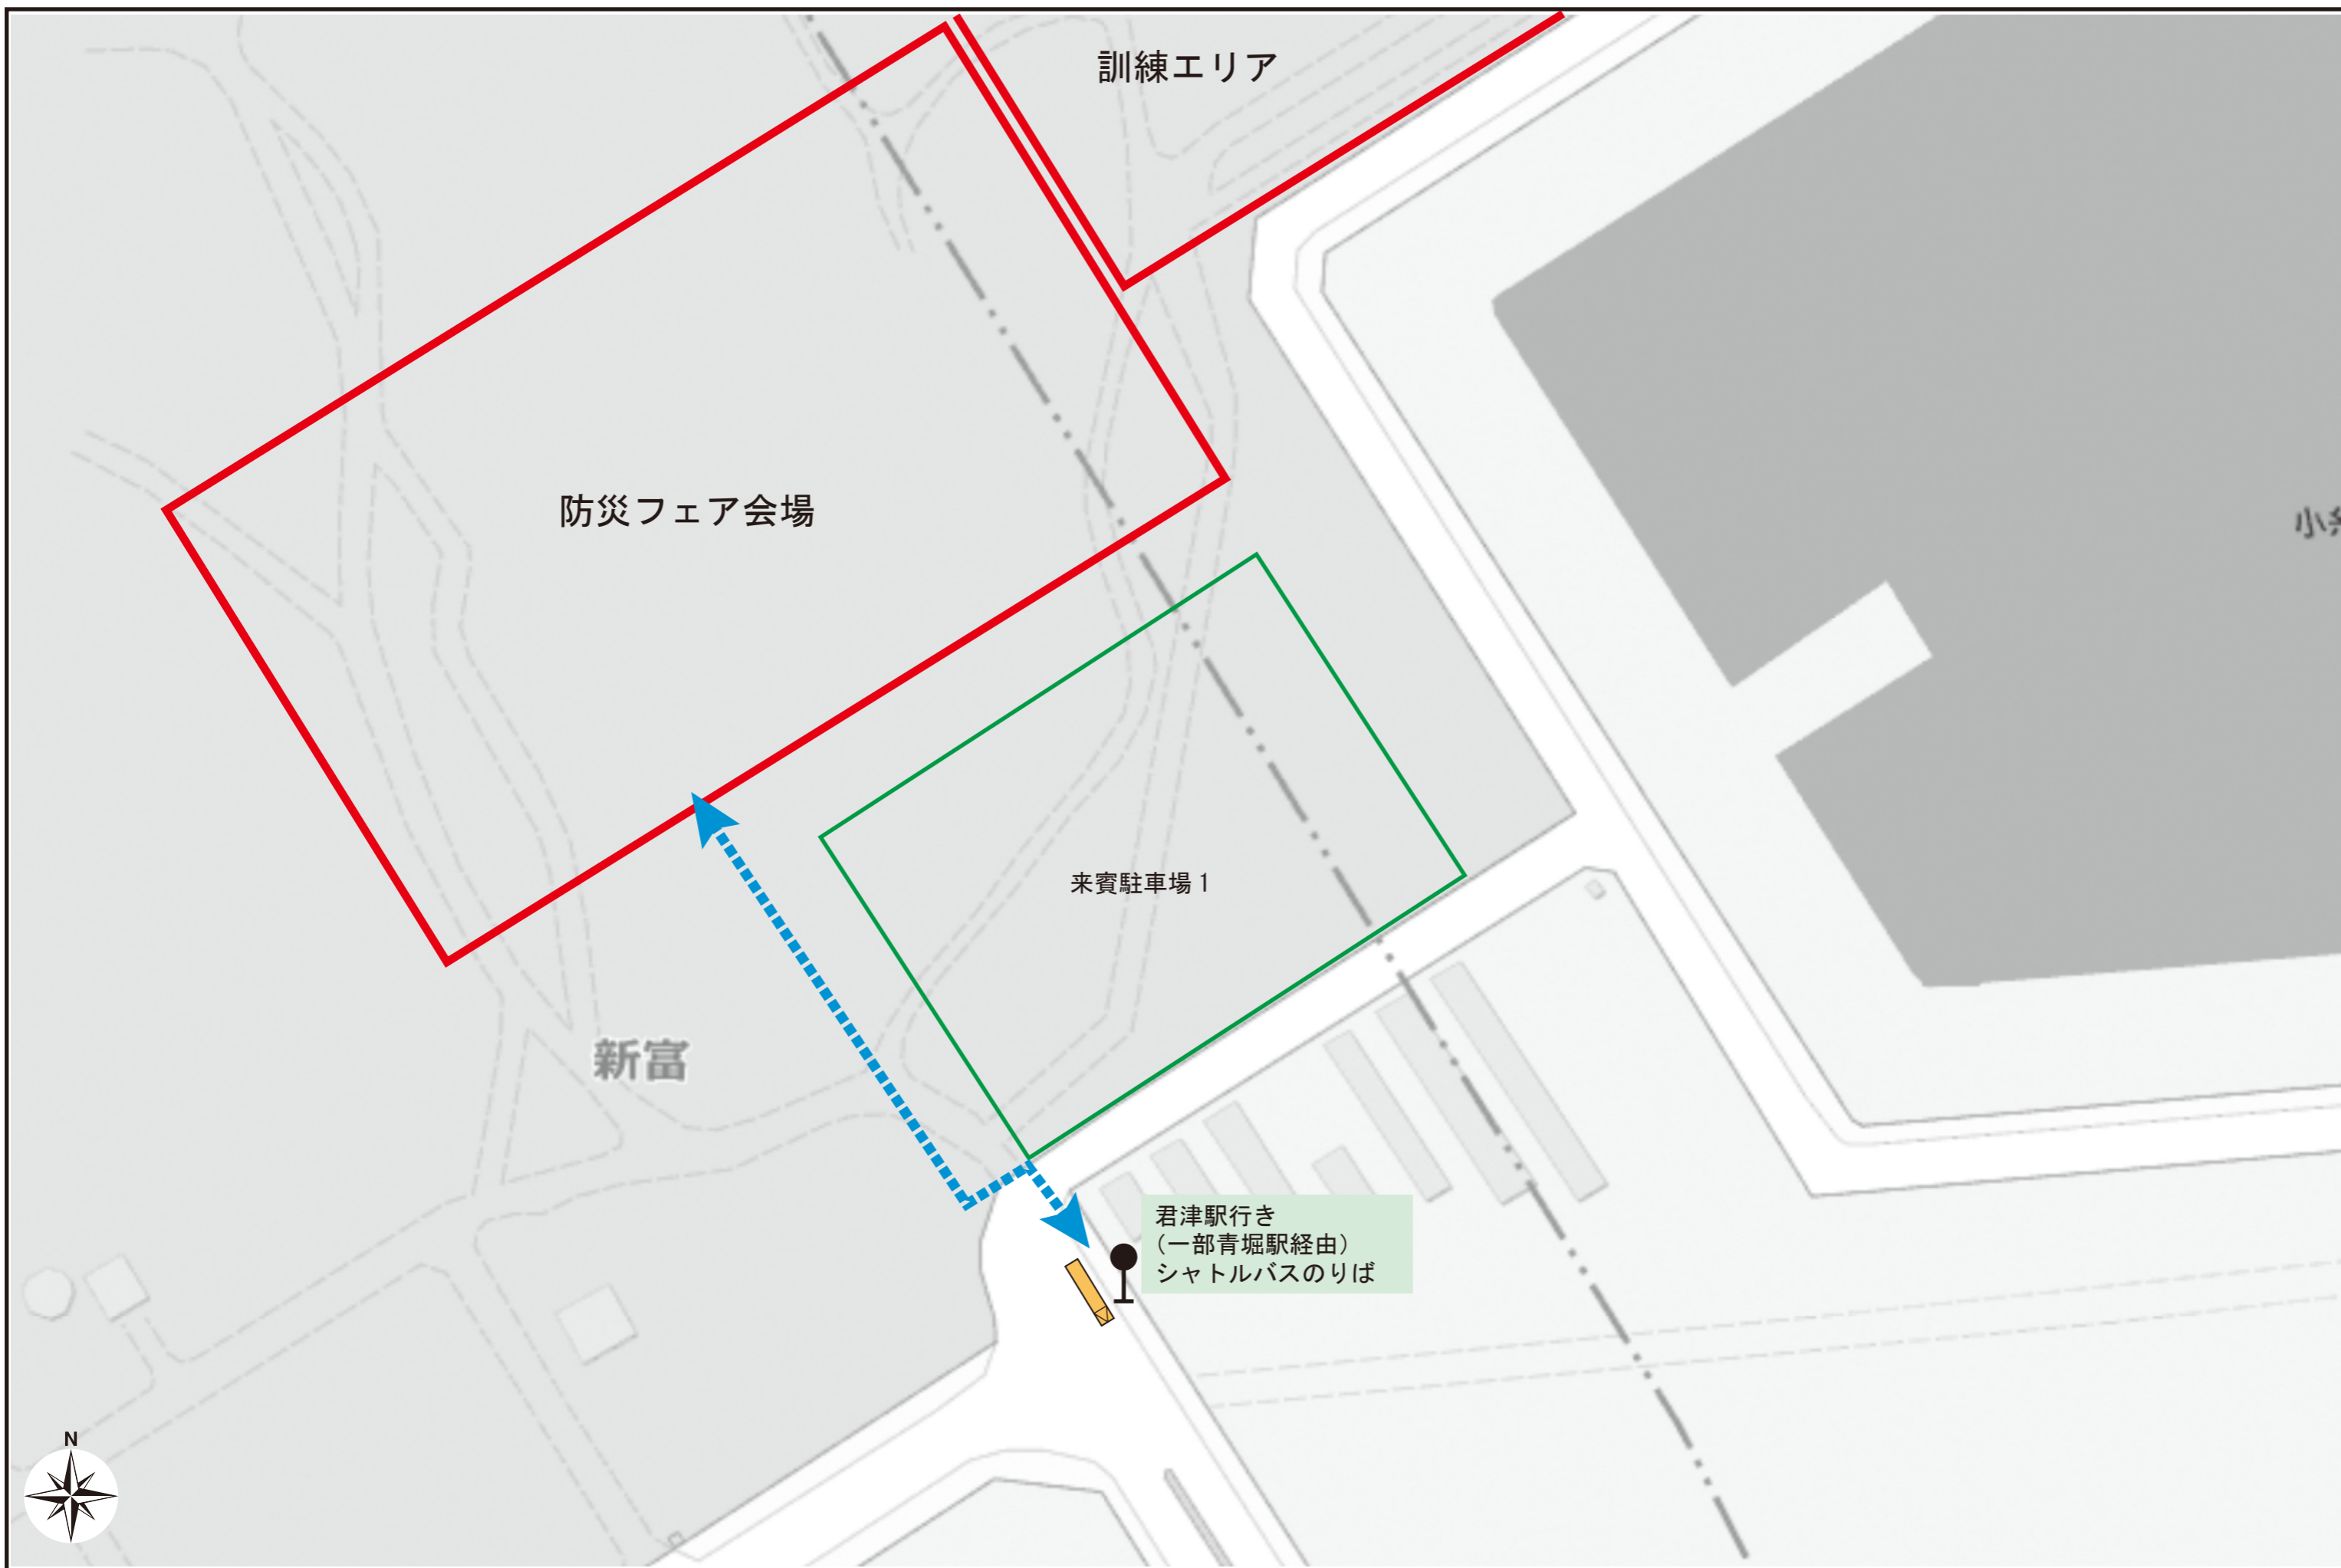 訓練エリア
防災フェア会場
小糸
来賓駐車場1
新富
君津駅行き
(一部青堀駅経由)
シャトルバスのりば
N